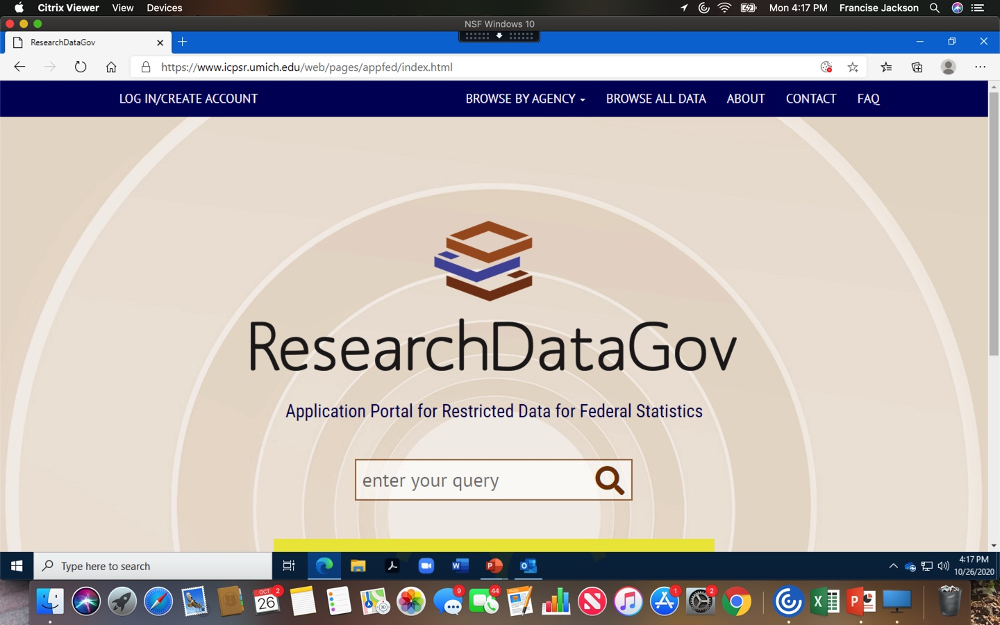 Citrix Viewer View Devices Mon 4:17 PM Francise Jackson
NSF Windows 10
ResearchDataGov
https://www.icpsr.umich.edu/web/pages/appfed/index.html
LOG IN/CREATE ACCOUNT BROWSE BY AGENCY BROWSE ALL DATA ABOUT CONTACT FAQ
ResearchDataGov
Application Portal for Restricted Data for Federal Statistics
enter your query
Type here to search
4:17 PM
10/26/2020
OCT
26
2
9
44
1
2
3D